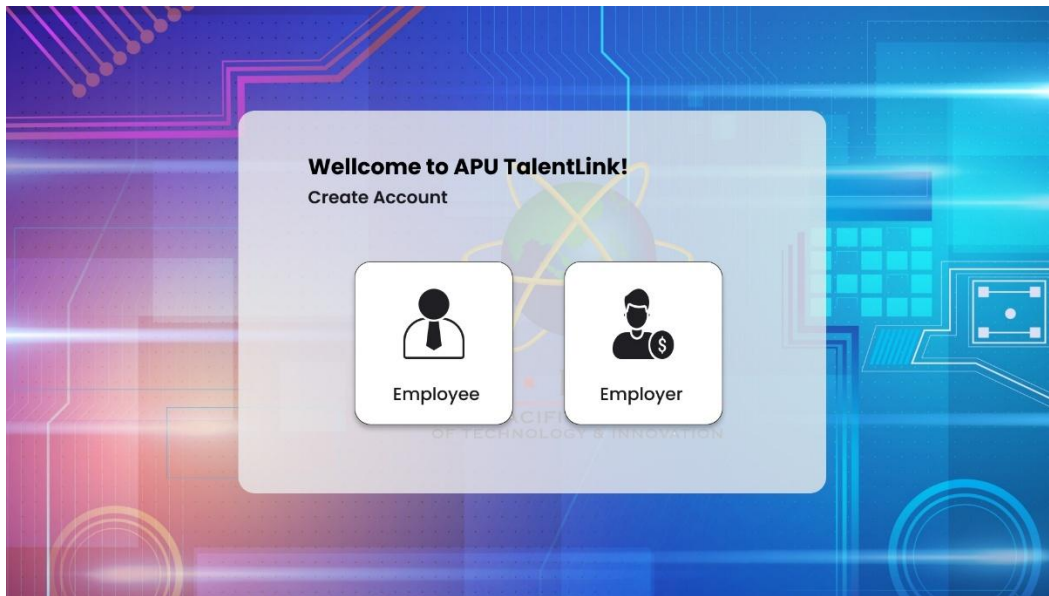 Wellcome to APU TalentLink!
Create Account
$
Employee
Employer
OF TECHNOLOGY & INNOVATION